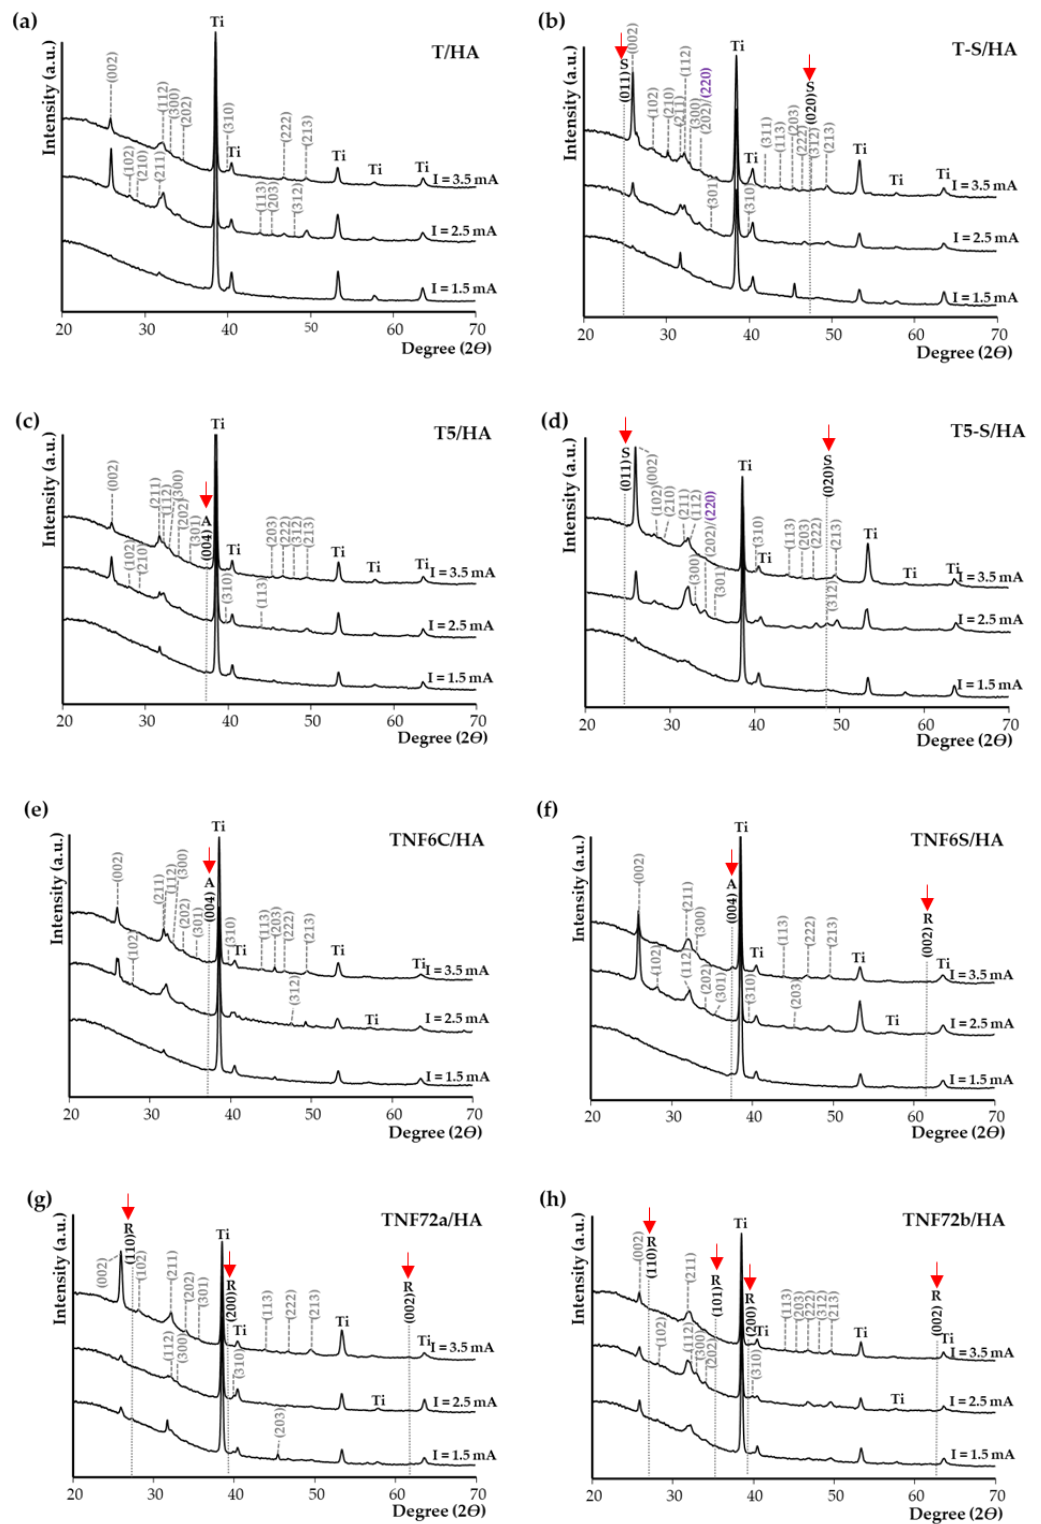 (a)
T/HA
Intensity (a.u.)
Ti
(002)
(112)
(300)
(202)
(310)
(222)
(213)
Ti
Ti
Ti
Ti
I = 3.5 mA
(102)
(210)
(211)
(113)
(203)
(312)
I = 2.5 mA
I = 1.5 mA
20 30 40 50 60 70
Degree (2Θ)
(b)
T-S/HA
Intensity (a.u.)
S
(011)
(002)
(102)
(210)
(211)
(112)
(300)
(202)/(220)
Ti
Ti
(311)
(113)
(203)
(222)
S
(020)
(312)
(213)
Ti
Ti
Ti
I = 3.5 mA
(301)
(310)
I = 2.5 mA
I = 1.5 mA
20 30 40 50 60 70
Degree (2Θ)
(c)
T5/HA
Intensity (a.u.)
Ti
(002)
(211)
(112)
(300)
(202)
(301)
A
(004)
Ti
(203)
(222)
(312)
(213)
Ti
Ti
Ti
I = 3.5 mA
(102)
(210)
(310)
(113)
I = 2.5 mA
I = 1.5 mA
20 30 40 50 60 70
Degree (2Θ)
(d)
T5-S/HA
Intensity (a.u.)
S
(011)
(002)
(102)
(210)
(211)
(112)
(202)/(220)
Ti
(310)
Ti
(113)
(203)
(222)
S
(020)
(213)
Ti
Ti
Ti
I = 3.5 mA
(300)
(301)
(312)
I = 2.5 mA
I = 1.5 mA
20 30 40 50 60 70
Degree (2Θ)
(e)
TNF6C/HA
Intensity (a.u.)
Ti
(002)
(211)
(112)
(300)
(202)
(301)
A
(004)
(310)
Ti
(113)
(203)
(222)
(213)
Ti
Ti
I = 3.5 mA
(102)
(312)
Ti
I = 2.5 mA
I = 1.5 mA
20 30 40 50 60 70
Degree (2Θ)
(f)
TNF6S/HA
Intensity (a.u.)
Ti
(002)
(211)
(300)
A
(004)
Ti
(113)
(222)
(213)
Ti
R
(002)
Ti
I = 3.5 mA
(102)
(112)
(202)
(301)
(310)
(203)
Ti
I = 2.5 mA
I = 1.5 mA
20 30 40 50 60 70
Degree (2Θ)
(g)
TNF72a/HA
Intensity (a.u.)
(002)
R
(110)
(102)
(211)
(202)
(301)
Ti
R
(200)
Ti
(113)
(222)
(213)
Ti
R
(002)
Ti
I = 3.5 mA
(112)
(300)
(310)
Ti
I = 2.5 mA
(203)
I = 1.5 mA
20 30 40 50 60 70
Degree (2Θ)
(h)
TNF72b/HA
Intensity (a.u.)
(002)
R
(110)
(211)
R
(101)
Ti
R
(200)
Ti
(113)
(203)
(222)
(312)
(213)
Ti
R
(002)
Ti
I = 3.5 mA
(102)
(112)
(300)
(202)
(310)
Ti
I = 2.5 mA
I = 1.5 mA
20 30 40 50 60 70
Degree (2Θ)